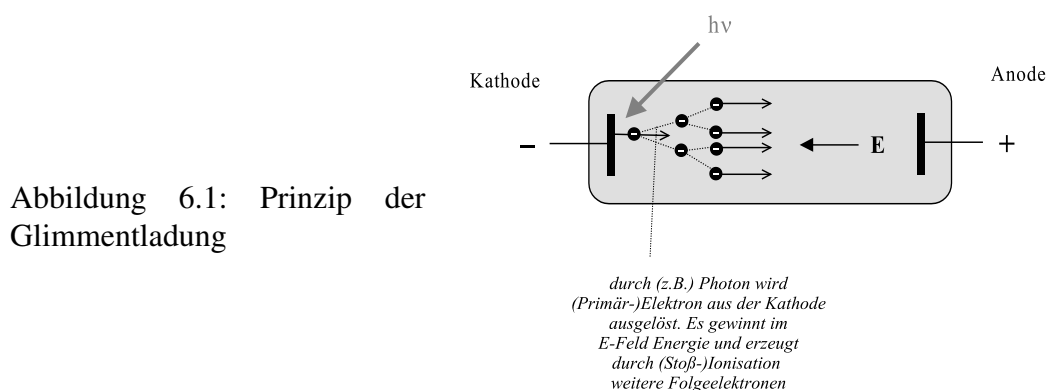 hν
Kathode
Anode
– E +
Abbildung 6.1: Prinzip der
Glimmentladung
durch (z.B.) Photon wird
(Primär-)Elektron aus der Kathode
ausgelöst. Es gewinnt im
E-Feld Energie und erzeugt
durch (Stoß-)Ionisation
weitere Folgeelektronen